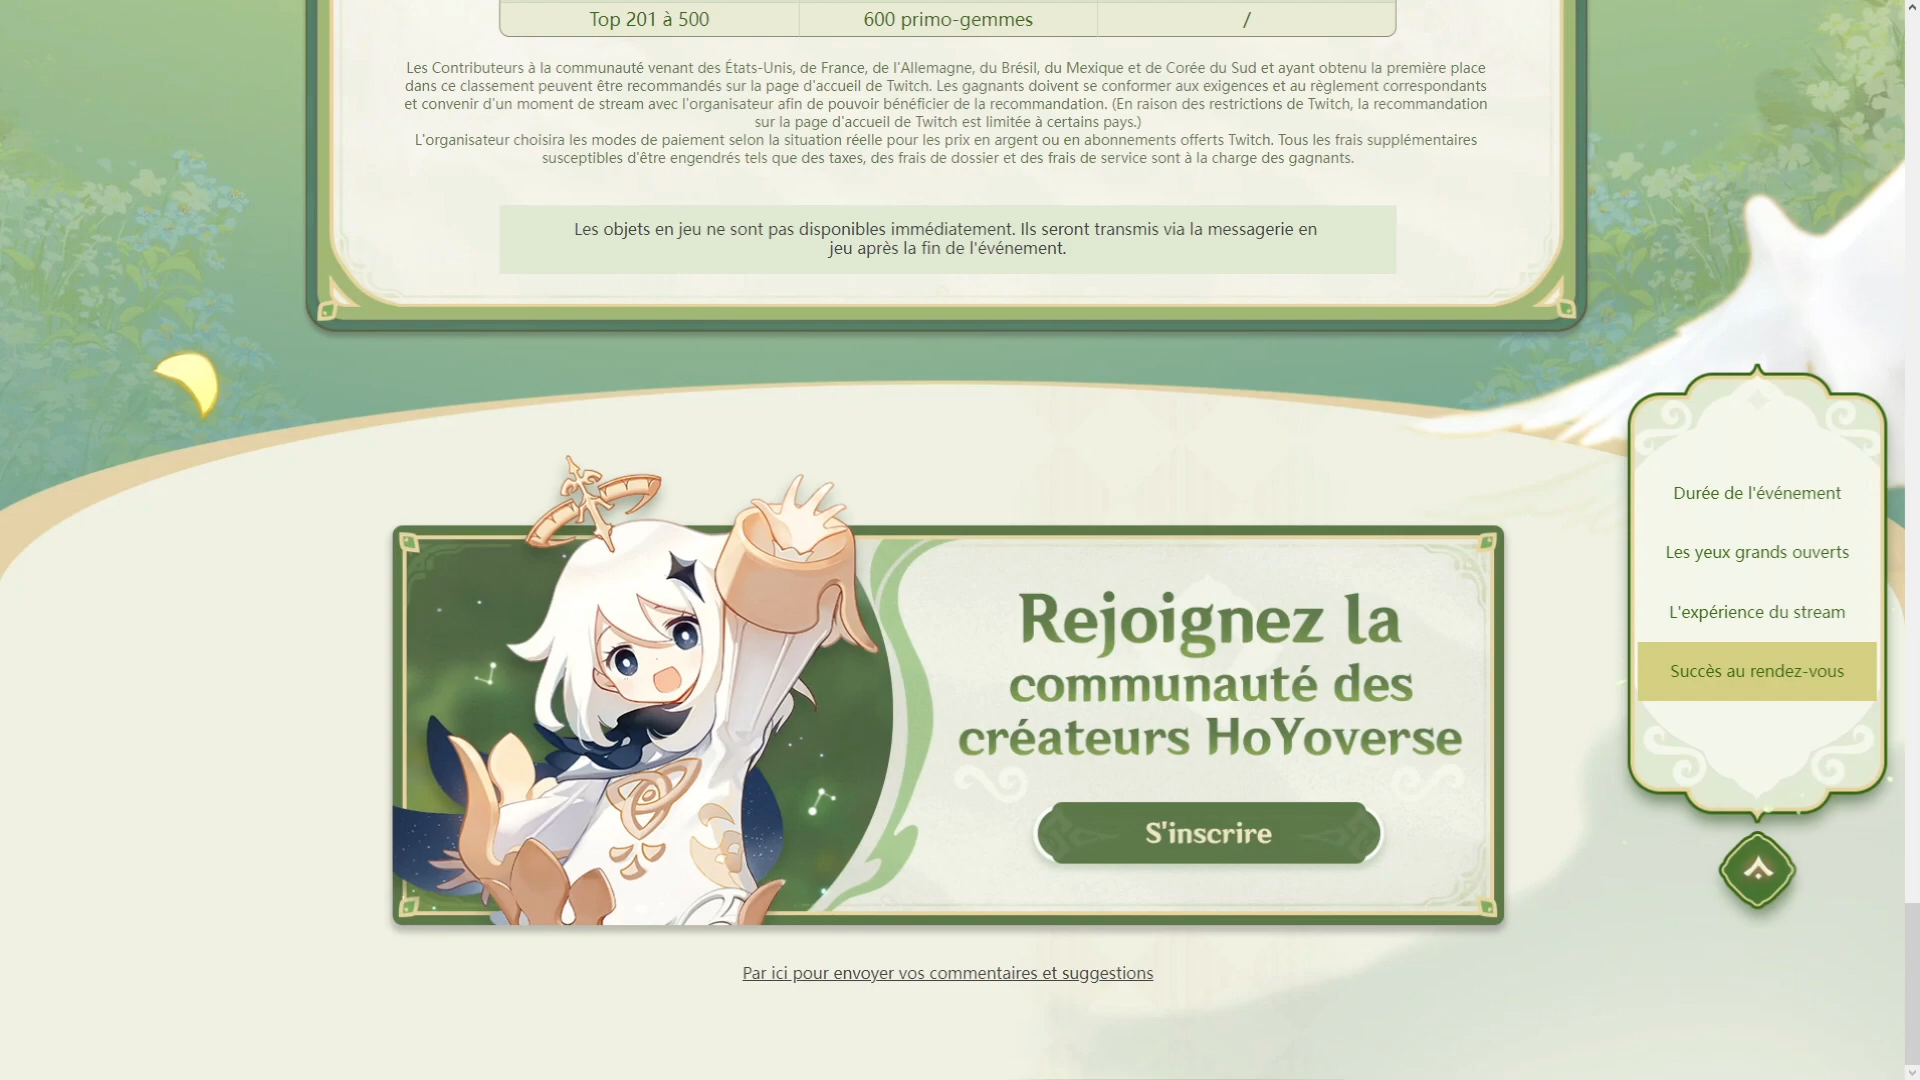 Top 201 à 500
600 primo-gemmes
/
Les Contributeurs à la communauté venant des États-Unis, de France, de l'Allemagne, du Brésil, du Mexique et de Corée du Sud et ayant obtenu la première place
dans ce classement peuvent être recommandés sur la page d'accueil de Twitch. Les gagnants doivent se conformer aux exigences et au règlement correspondants
et convenir d'un moment de stream avec l'organisateur afin de pouvoir bénéficier de la recommandation. (En raison des restrictions de Twitch, la recommandation
sur la page d'accueil de Twitch est limitée à certains pays.)
L'organisateur choisira les modes de paiement selon la situation réelle pour les prix en argent ou en abonnements offerts Twitch. Tous les frais supplémentaires
susceptibles d'être engendrés tels que des taxes, des frais de dossier et des frais de service sont à la charge des gagnants.
Les objets en jeu ne sont pas disponibles immédiatement. Ils seront transmis via la messagerie en
jeu après la fin de l'événement.
Rejoignez la
communauté des
créateurs HoYoverse
S'inscrire
Par ici pour envoyer vos commentaires et suggestions
Durée de l'événement
Les yeux grands ouverts
L'expérience du stream
Succès au rendez-vous